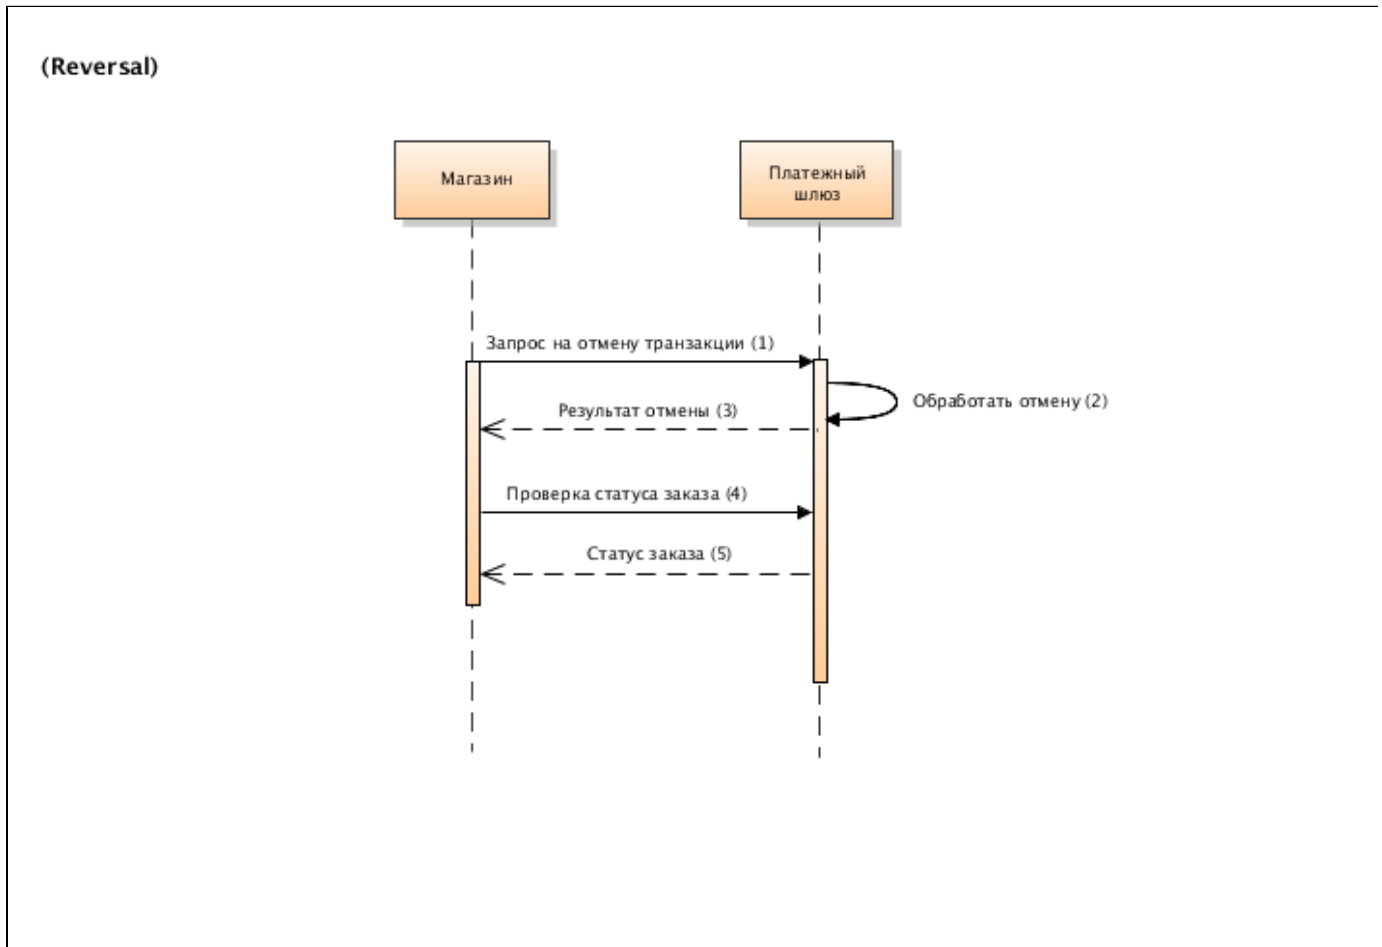 (Reversal)
Магазин
Платежный
шлюз
Запрос на отмену транзакции (1)
Обработать отмену (2)
Результат отмены (3)
Проверка статуса заказа (4)
Статус заказа (5)